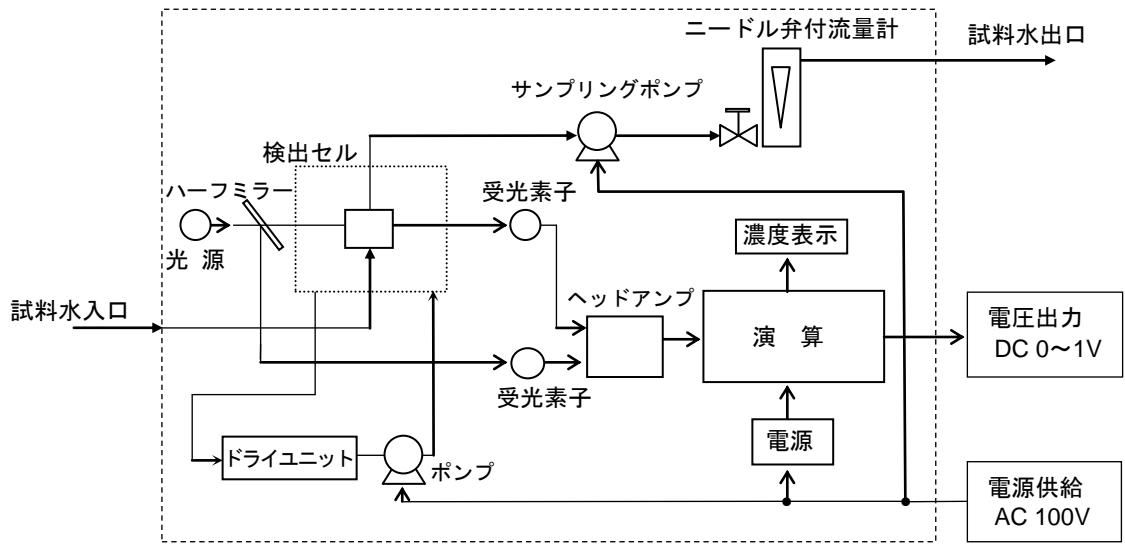 ニードル弁付流量計
試料水出口
サンプリングポンプ
検出セル
ハーフミラー
受光素子
光 源
濃度表示
試料水入口
ヘッドアンプ
演 算
電圧出力
DC 0～1V
受光素子
電源
ドライユニット
ポンプ
電源供給
AC 100V